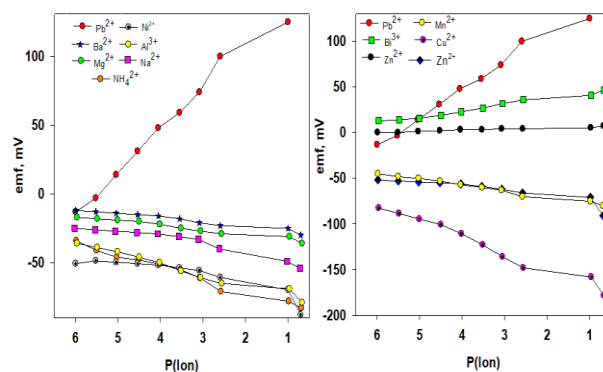 Pb2+ Ni2+
Ba2+ Al3+
Mg2+ Na2+
NH42+
emf, mV
100
50
0
-50
6 5 4 3 2 1
P(Ion)
Pb2+ Mn2+
Bi3+ Cu2+
Zn2+ Zn2+
emf, mV
100
50
0
-50
-100
-150
-200
6 5 4 3 2 1
P(Ion)